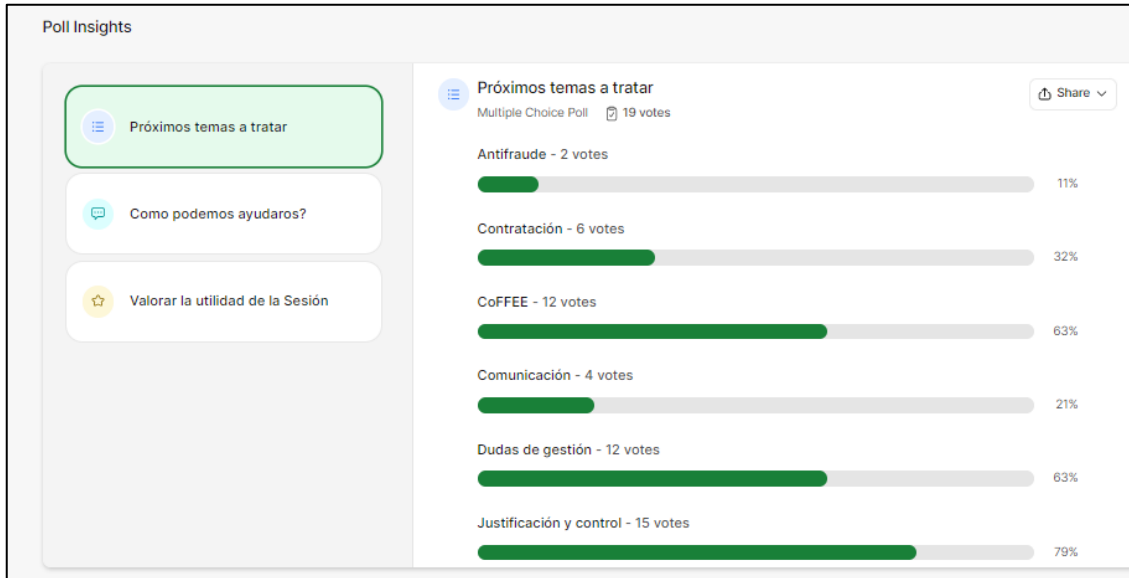 Poll Insights
Próximos temas a tratar
Como podemos ayudaros?
Valorar la utilidad de la Sesión
Próximos temas a tratar
Share
Multiple Choice Poll 19 votes
Antifraude - 2 votes
11%
Contratación - 6 votes
32%
CoFFEE - 12 votes
63%
Comunicación - 4 votes
21%
Dudas de gestión - 12 votes
63%
Justificación y control - 15 votes
79%